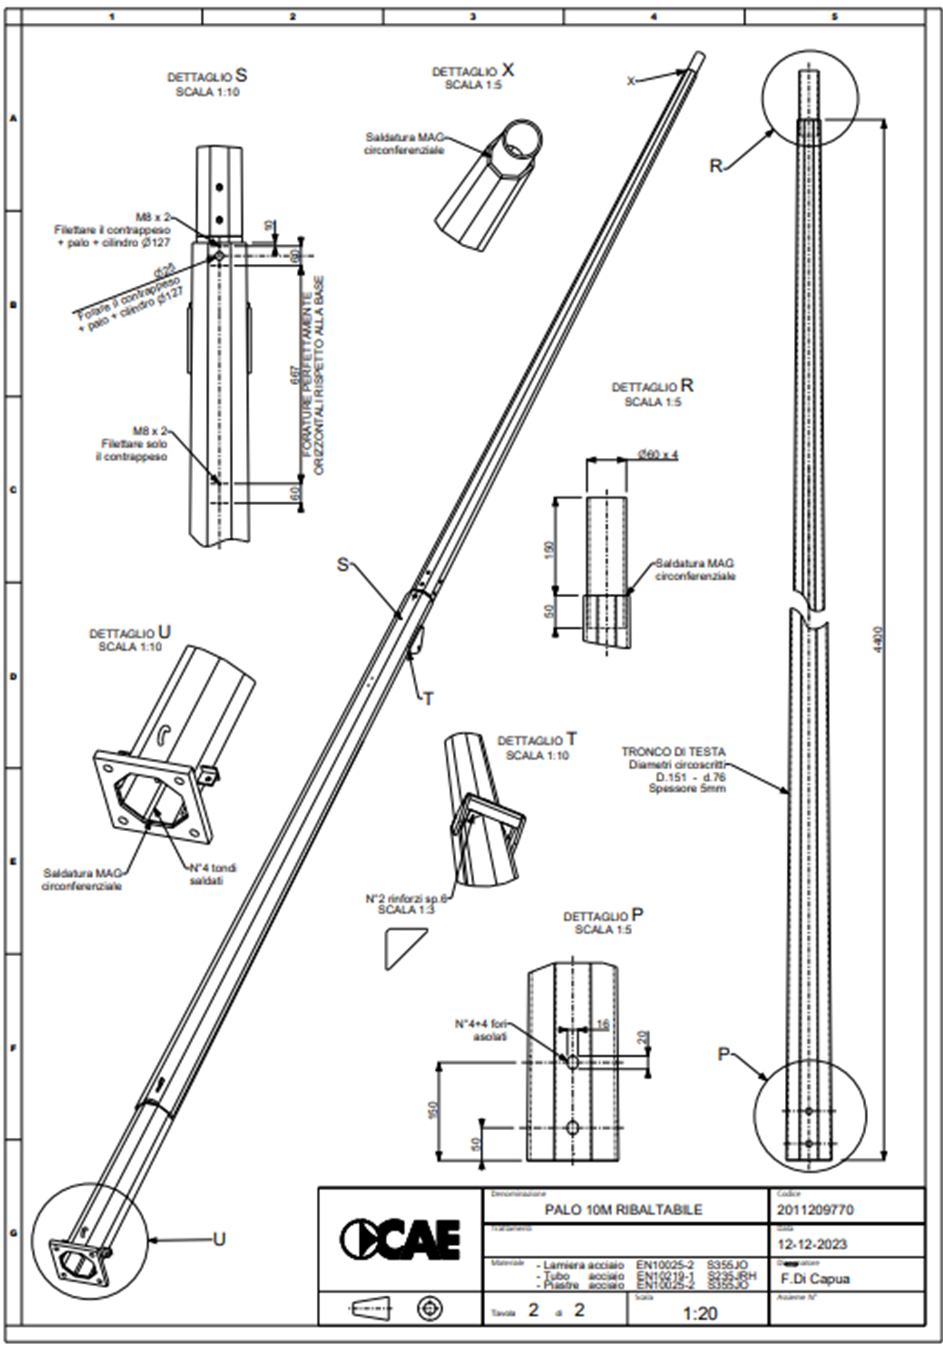 1 2 3 4 5
A
B
C
D
E
F
G
DETTAGLIO S
SCALA 1:10
M8 x 2
Filettare il contrappeso
+ palo + cilindro Ø127
Ø25
Forare il contrappeso
+ palo + cilindro Ø127
10
60
667
60
FORATURE PERFETTAMENTE
ORIZZONTALI RISPETTO ALLA BASE
M8 x 2
Filettare solo
il contrappeso
DETTAGLIO X
SCALA 1:5
Saldatura MAG
circonferenziale
X
R
DETTAGLIO R
SCALA 1:5
Ø60 x 4
150
50
Saldatura MAG
circonferenziale
S
T
DETTAGLIO U
SCALA 1:10
Saldatura MAG
circonferenziale
N°4 tondi
saldati
DETTAGLIO T
SCALA 1:10
N°2 rinforzi sp.6
SCALA 1:3
TRONCO DI TESTA
Diametri circoscritti
D.151 - d.76
Spessore 5mm
4400
DETTAGLIO P
SCALA 1:5
N°4+4 fori
asolati
16
20
150
50
P
U
CAE
Denominazione
PALO 10M RIBALTABILE
Codice
2011209770
Trattamenti
Data
12-12-2023
Materiale
- Lamiera acciaio EN10025-2 S355JO
- Tubo acciaio EN10219-1 S235JRH
- Piastre acciaio EN10025-2 S355JO
F.Di Capua
Tavola 2 di 2
Scala
1:20
Assieme N°